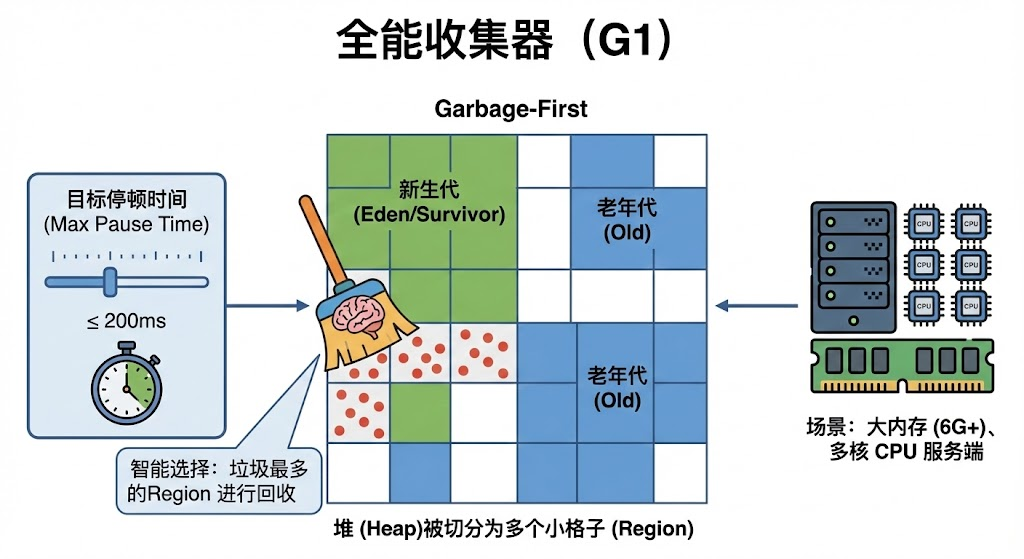 全能收集器（G1）
Garbage-First
目标停顿时间
(Max Pause Time)
≤ 200ms
新生代
(Eden/Survivor)
老年代
(Old)
老年代
(Old)
智能选择：垃圾最多
的Region 进行回收
CPU
CPU
CPU
CPU
CPU
CPU
场景：大内存 (6G+)、
多核 CPU 服务端
堆 (Heap)被切分为多个小格子 (Region)